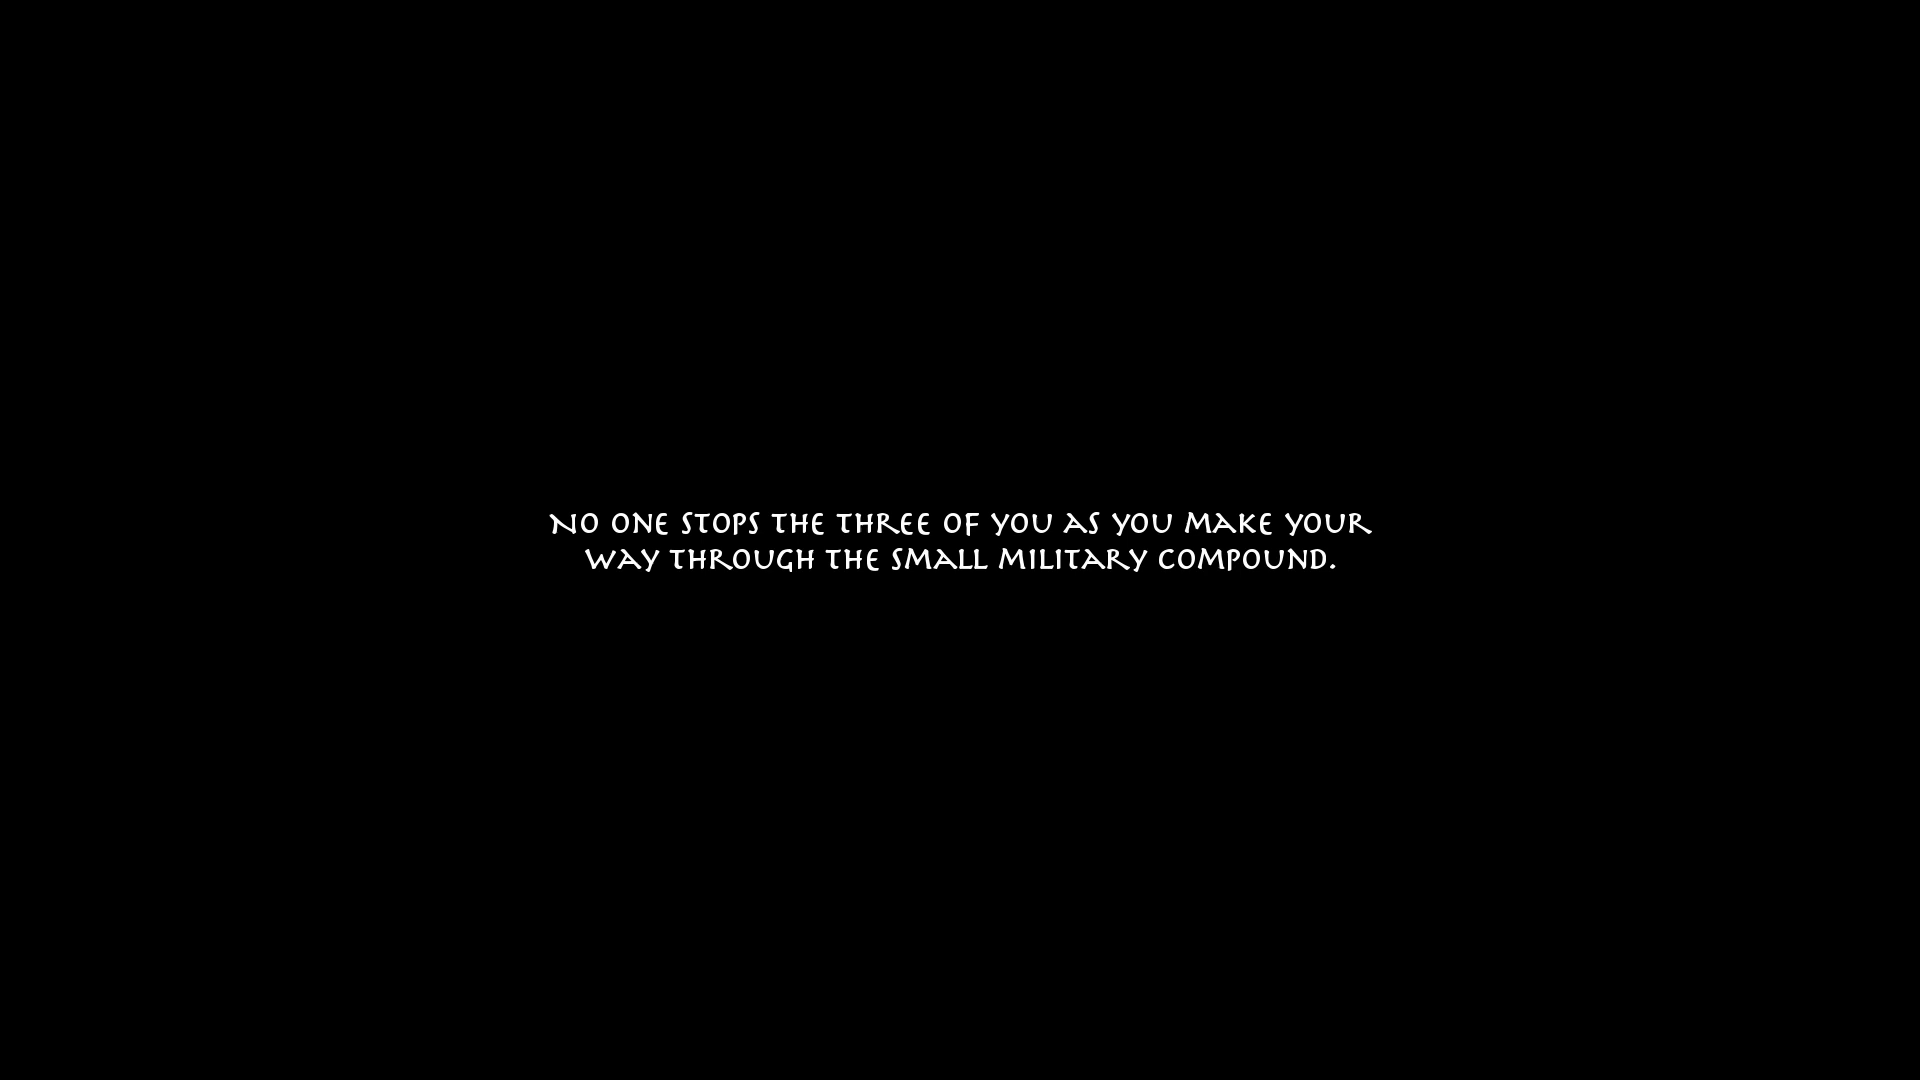 No one stops the three of you as you make your
way through the small military compound.